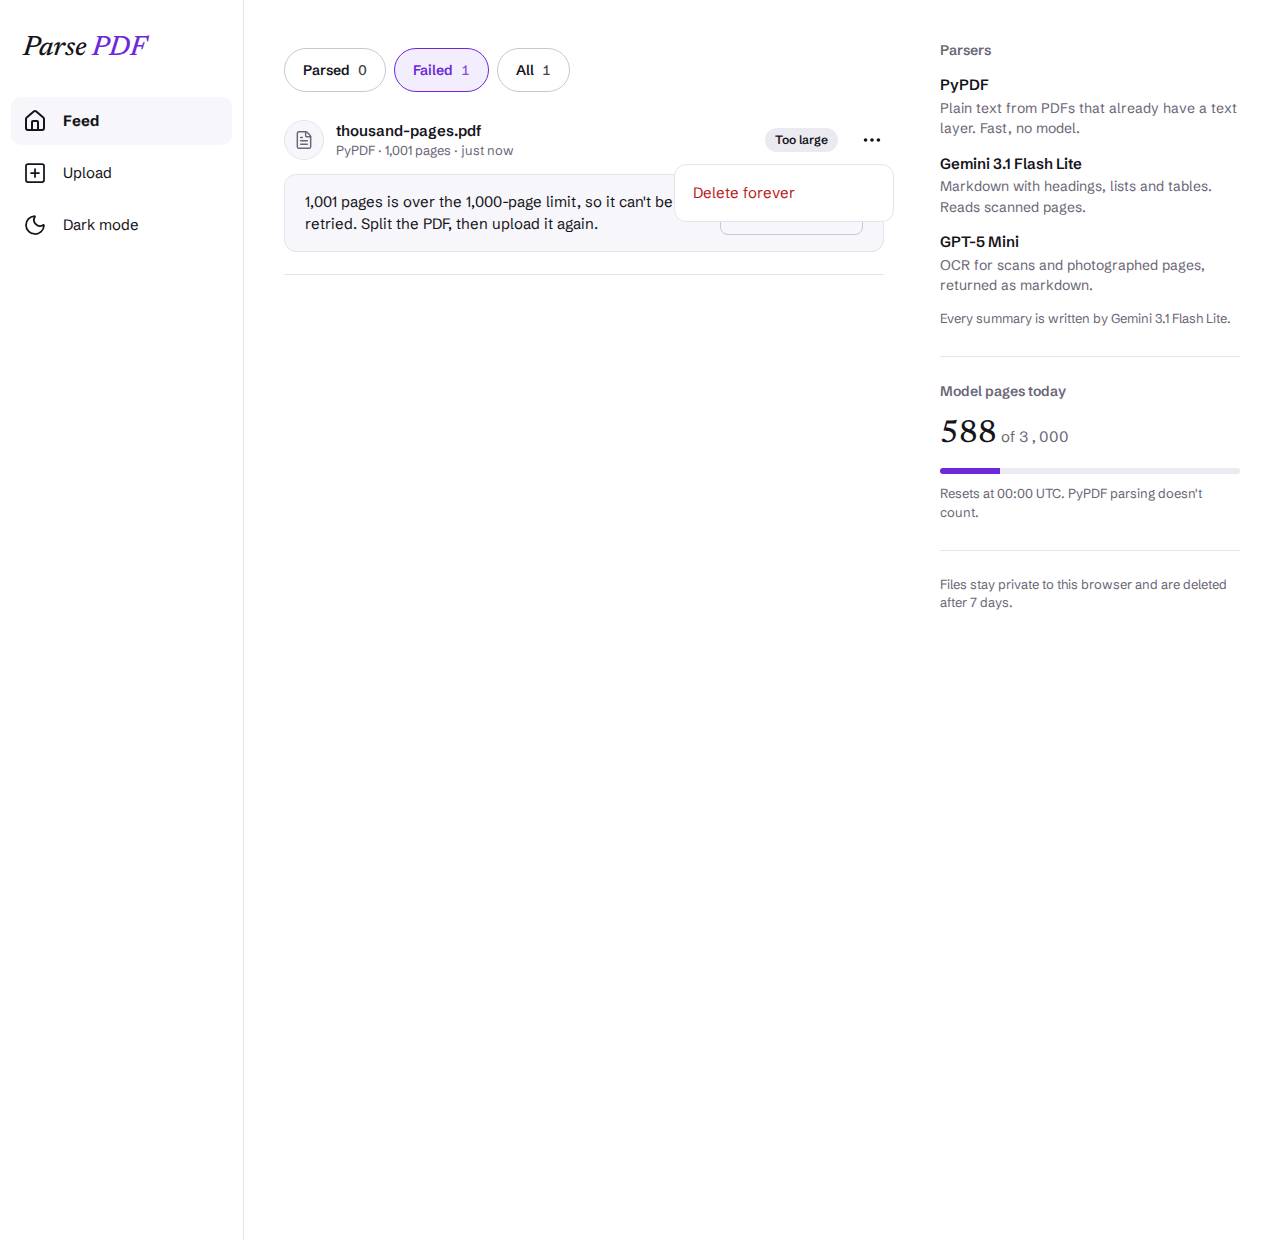 Parse PDF
Feed
Upload
Dark mode
Parsed 0
Failed 1
All 1
thousand-pages.pdf
PyPDF · 1,001 pages · just now
Too large
Delete forever
1,001 pages is over the 1,000-page limit, so it can't be
retried. Split the PDF, then upload it again.
Parsers
PyPDF
Plain text from PDFs that already have a text
layer. Fast, no model.
Gemini 3.1 Flash Lite
Markdown with headings, lists and tables.
Reads scanned pages.
GPT-5 Mini
OCR for scans and photographed pages,
returned as markdown.
Every summary is written by Gemini 3.1 Flash Lite.
Model pages today
588 of 3,000
Resets at 00:00 UTC. PyPDF parsing doesn't
count.
Files stay private to this browser and are deleted
after 7 days.